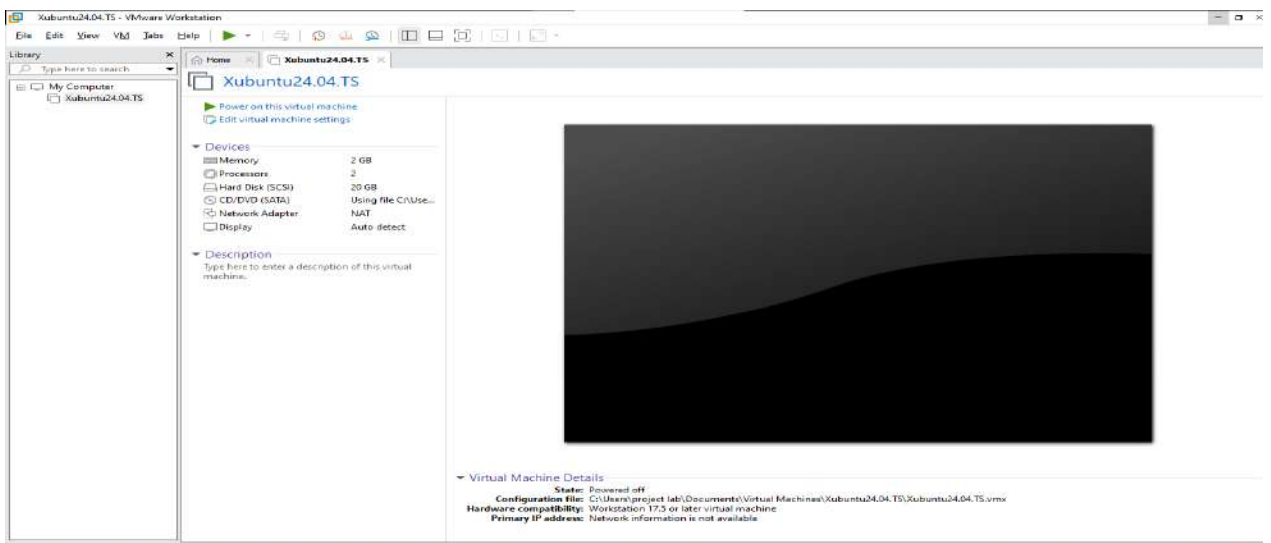 Xubuntu24.04.TS - VMware Workstation
File Edit View VM Tabs Help
Library
Type here to search
My Computer
Xubuntu24.04.TS
Home
Xubuntu24.04.TS
Xubuntu24.04.TS
Power on this virtual machine
Edit virtual machine settings
Devices
Memory 2 GB
Processors 2
Hard Disk (SCSI) 20 GB
CD/DVD (SATA) Using file C:\Use...
Network Adapter NAT
Display Auto detect
Description
Type here to enter a description of this virtual
machine.
Virtual Machine Details
State: Powered off
Configuration file: C:\Users\project lab\Documents\Virtual Machines\Xubuntu24.04.TS\Xubuntu24.04.TS.vmx
Hardware compatibility: Workstation 17.5 or later virtual machine
Primary IP address: Network information is not available